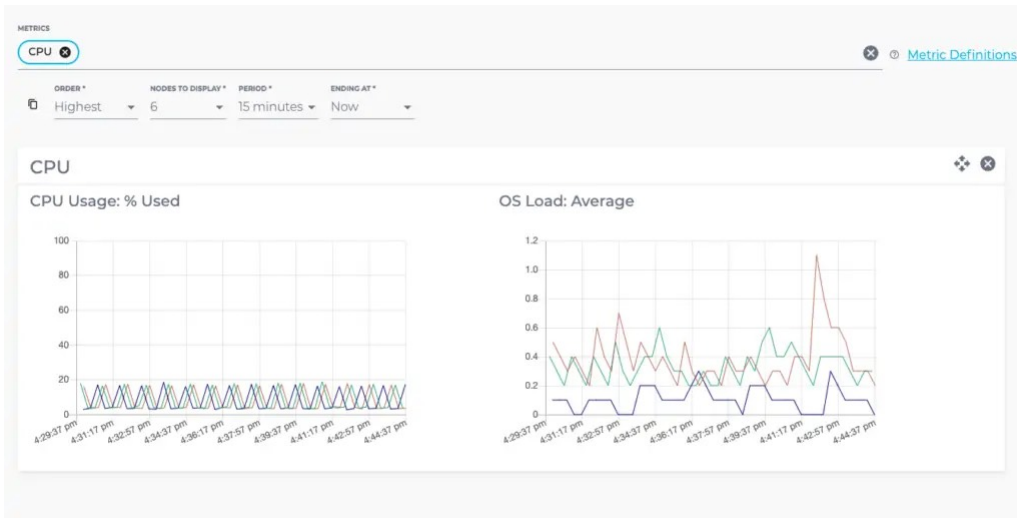 METRICS
CPU
Metric Definitions
ORDER * NODES TO DISPLAY * PERIOD * ENDING AT *
Highest 6 15 minutes Now
CPU
CPU Usage: % Used
100
80
60
40
20
0
4:29:37 pm 4:31:17 pm 4:32:57 pm 4:34:37 pm 4:36:17 pm 4:37:57 pm 4:39:37 pm 4:41:17 pm 4:42:57 pm 4:44:37 pm
OS Load: Average
1.2
1.0
0.8
0.6
0.4
0.2
0
4:29:37 pm 4:31:17 pm 4:32:57 pm 4:34:37 pm 4:36:17 pm 4:37:57 pm 4:39:37 pm 4:41:17 pm 4:42:57 pm 4:44:37 pm